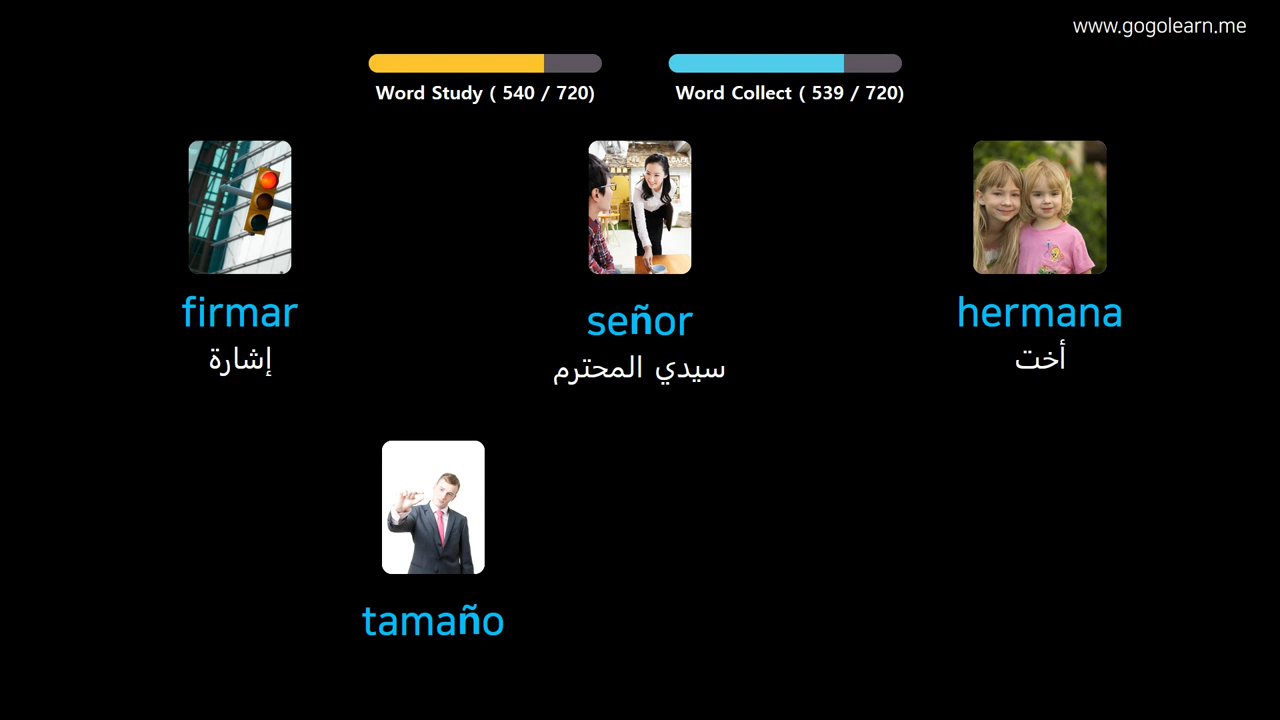 www.gogolearn.me
Word Study ( 540 / 720)
Word Collect ( 539 / 720)
firmar
إشارة
señor
سيدي المحترم
hermana
أخت
tamaño